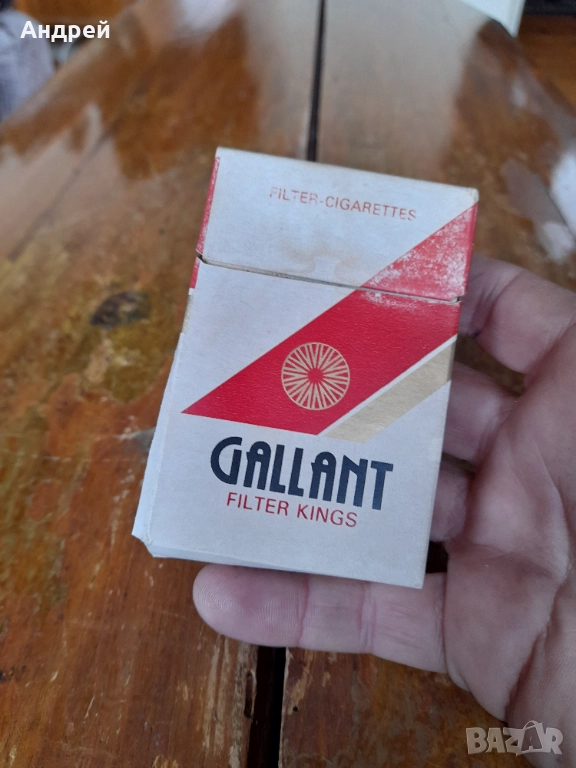 Андрей
FILTER-CIGARETTES
GALLANT
FILTER KINGS
BAZAR